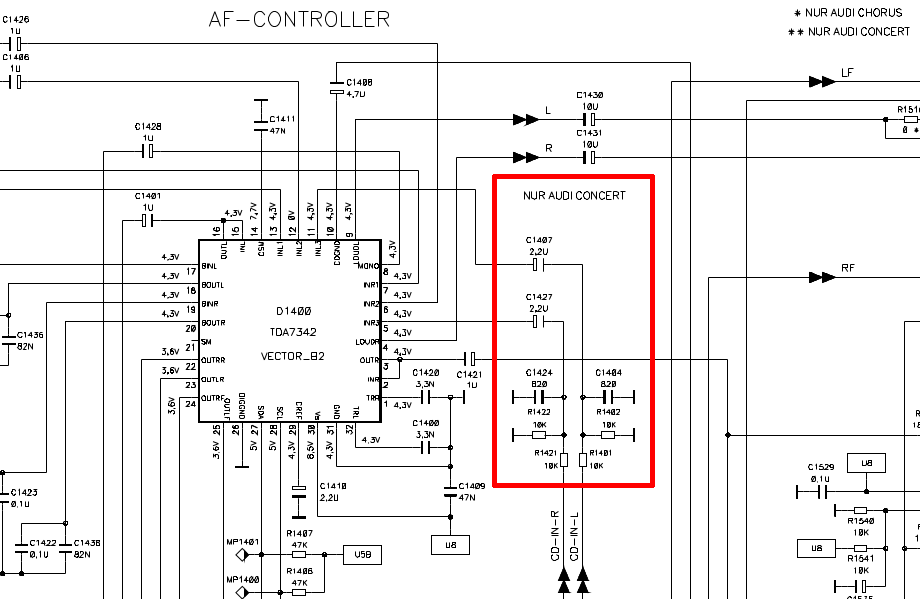 AF-CONTROLLER
* NUR AUDI CHORUS
** NUR AUDI CONCERT
C1426
1U
C1406
1U
C1408
4,7U
C1411
47N
C1428
1U
C1401
1U
L
R
C1430
10U
C1431
10U
LF
RF
0 *
NUR AUDI CONCERT
C1407
2,2U
C1427
2,2U
C1424
820
R1422
10K
C1404
820
R1402
10K
R1421
10K
R1401
10K
CD-IN-R
CD-IN-L
4,3V
7,7V
4,3V
0V
4,3V
4,3V
4,3V
4,3V
16
15
14
13
12
11
10
9
OUTL
INL
CSM
INL1
INL2
INL3
CDGND
LOUDL
D1400
TDA7342
VECTOR_B2
4,3V
17
BINL
4,3V
18
BOUTL
4,3V
19
BINR
4,3V
20
BOUTR
21
SM
3,6V
22
OUTRR
3,6V
23
OUTLR
3,6V
24
OUTRF
MONO
8
INR1
7
4,3V
INR2
6
4,3V
INR3
5
4,3V
LOUDR
4
4,3V
OUTR
3
4,3V
INR
2
TRR
1
4,3V
OUTLF
DIGGND
SDA
SCL
CREF
VS
GND
TRL
25
26
27
28
29
30
31
32
3,6V
5V
5V
4,3V
8,5V
4,3V
C1420
3,3N
C1421
1U
C1400
3,3N
C1409
47N
U8
C1410
2,2U
C1436
82N
C1423
0,1U
C1422
0,1U
C1438
82N
MP1401
R1407
47K
U5B
MP1400
R1406
47K
C1529
0,1U
U8
R1540
10K
U8
R1541
10K